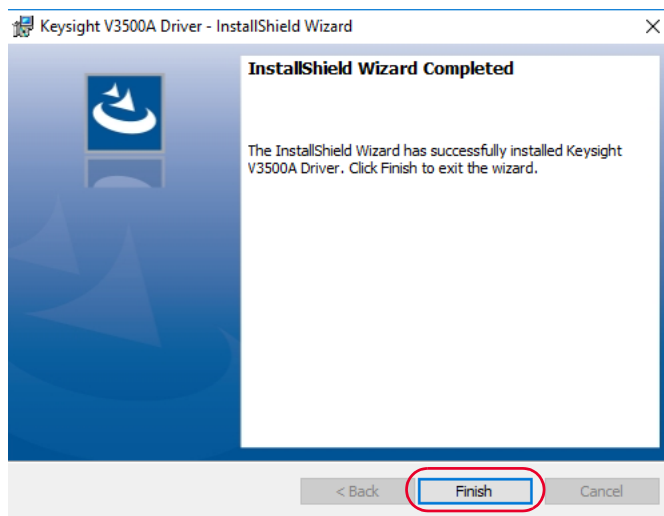 Keysight V3500A Driver - InstallShield Wizard
InstallShield Wizard Completed
The InstallShield Wizard has successfully installed Keysight
V3500A Driver. Click Finish to exit the wizard.
< Back Finish Cancel